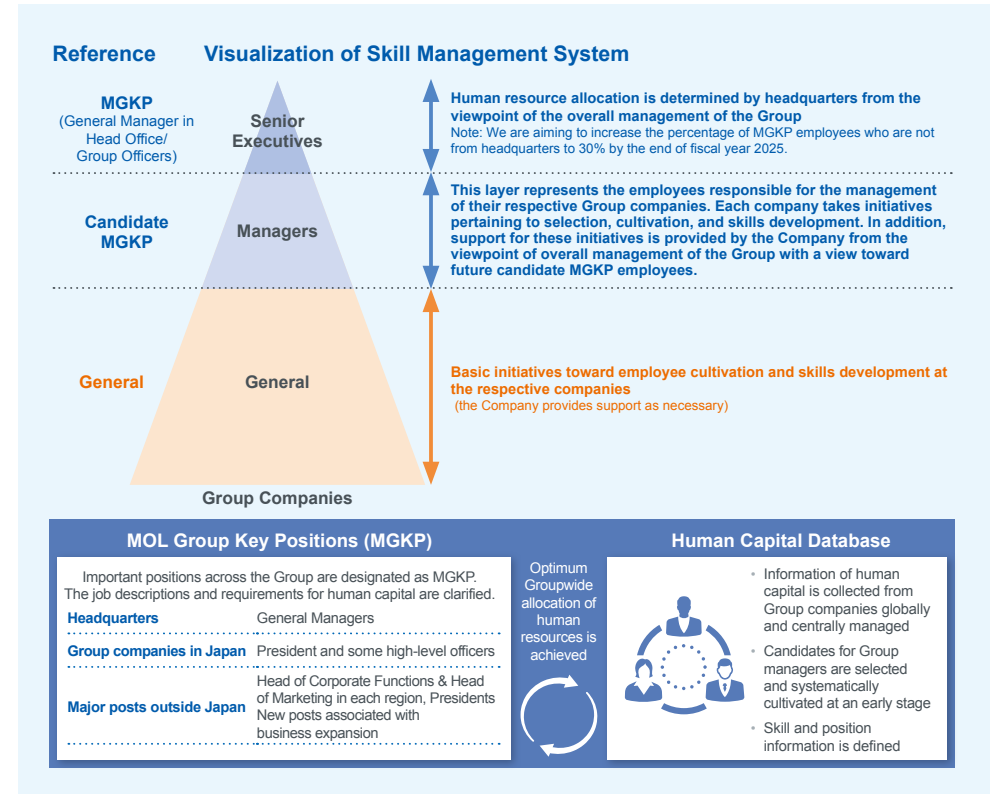 Reference Visualization of Skill Management System
MGKP
(General Manager in
Head Office/
Group Officers)
Senior
Executives
Human resource allocation is determined by headquarters from the
viewpoint of the overall management of the Group
Note: We are aiming to increase the percentage of MGKP employees who are not
from headquarters to 30% by the end of fiscal year 2025.
Candidate
MGKP
Managers
This layer represents the employees responsible for the management
of their respective Group companies. Each company takes initiatives
pertaining to selection, cultivation, and skills development. In addition,
support for these initiatives is provided by the Company from the
viewpoint of overall management of the Group with a view toward
future candidate MGKP employees.
General
General
Basic initiatives toward employee cultivation and skills development at
the respective companies
(the Company provides support as necessary)
Group Companies
MOL Group Key Positions (MGKP)
Important positions across the Group are designated as MGKP.
The job descriptions and requirements for human capital are clarified.
Headquarters General Managers
Group companies in Japan President and some high-level officers
Major posts outside Japan
Head of Corporate Functions & Head
of Marketing in each region, Presidents
New posts associated with
business expansion
Optimum
Groupwide
allocation of
human
resources is
achieved
Human Capital Database
• Information of human
capital is collected from
Group companies globally
and centrally managed
• Candidates for Group
managers are selected
and systematically
cultivated at an early stage
• Skill and position
information is defined